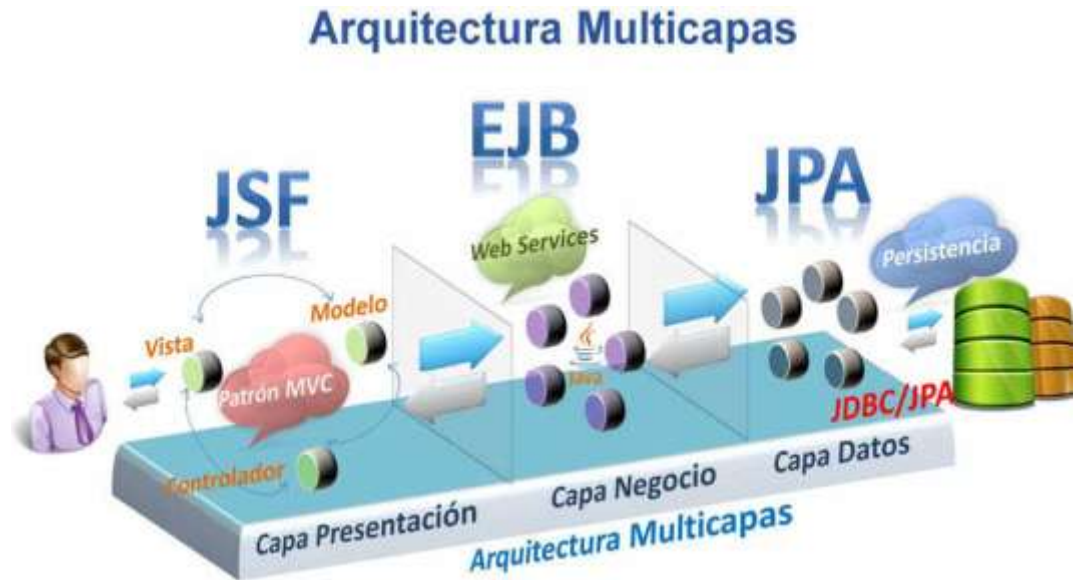 Arquitectura Multicapas
EJB
JSF
JPA
Web Services
Persistencia
Modelo
Vista
Patrón MVC
Java
JDBC/JPA
Controlador
Capa Presentación
Capa Negocio
Capa Datos
Arquitectura Multicapas